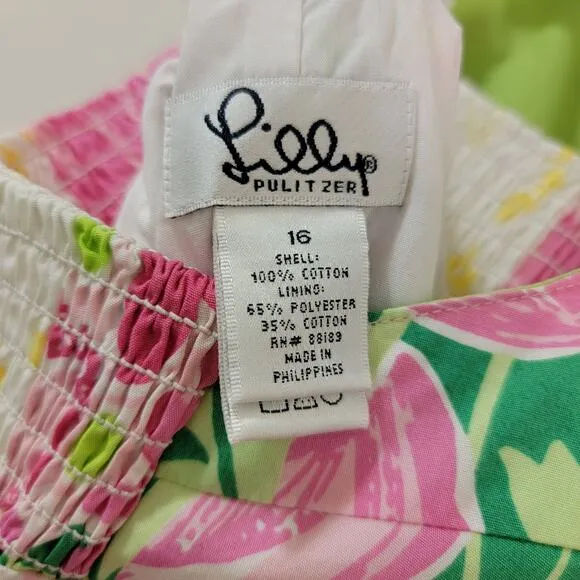 Lilly®
PULITZER
16
SHELL:
100% COTTON
LINING:
65% POLYESTER
35% COTTON
RN# 88189
MADE IN
PHILIPPINES